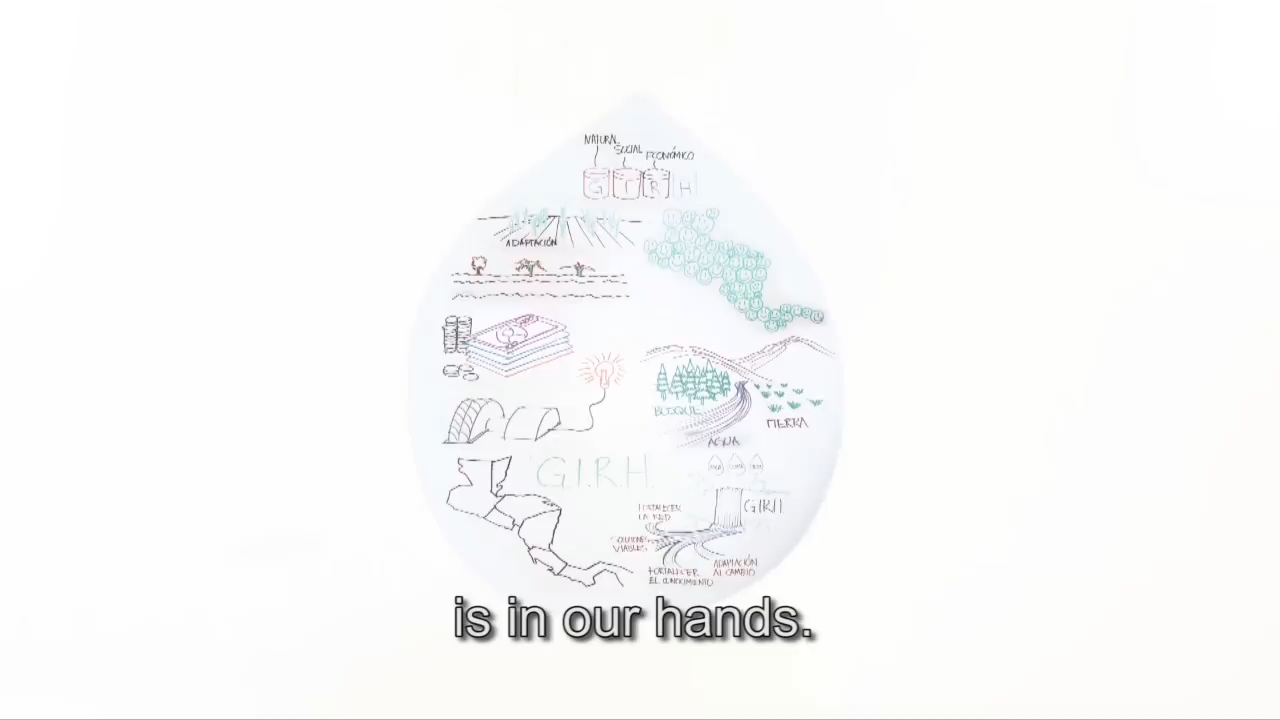 NATURAL
SOCIAL
ECONÓMICO
G I R H
ADAPTACIÓN
BOSQUE
TIERRA
AGUA
G.I.R.H.
GIRH
FORTALECER
LA RED
SOLUCIONES
VIABLES
FORTALECER
EL CONOCIMIENTO
ADAPTACIÓN
AL CAMBIO
is in our hands.